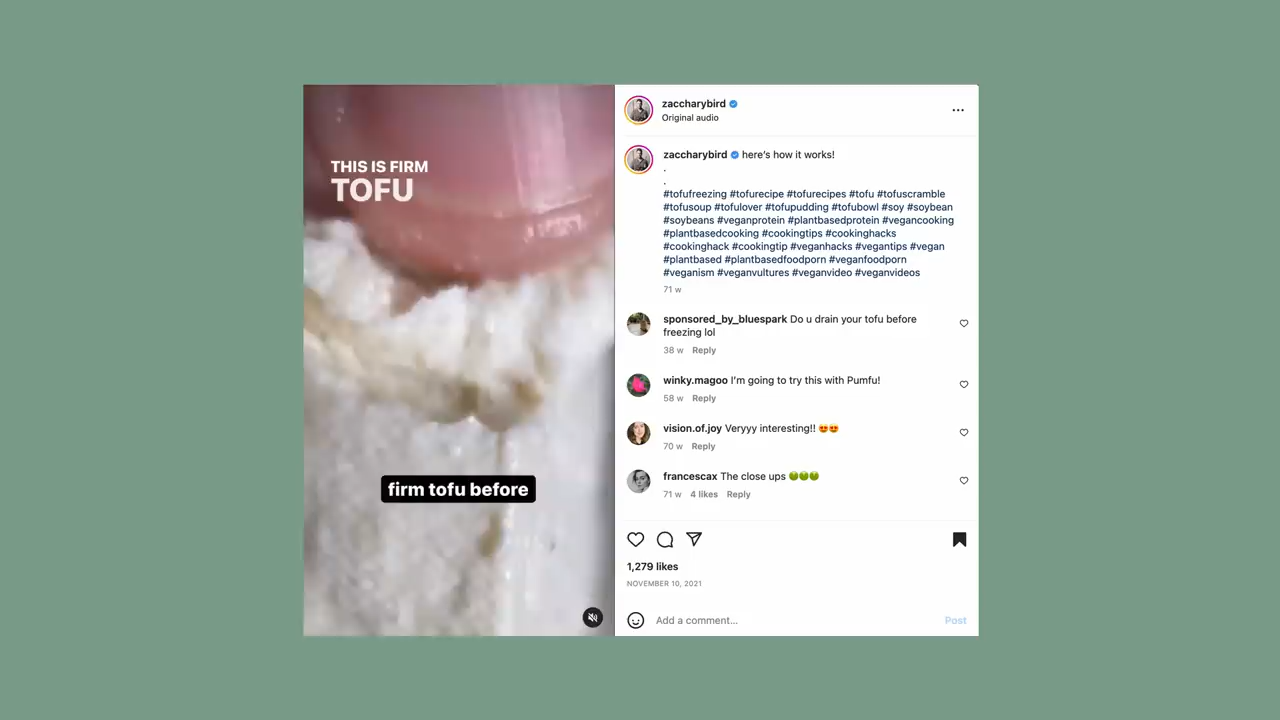 THIS IS FIRM
TOFU
firm tofu before
zaccharybird
Original audio
zaccharybird here's how it works!
.
.
#tofufreezing #tofurecipe #tofurecipes #tofu #tofuscramble
#tofusoup #tofulover #tofupudding #tofubowl #soy #soybean
#soybeans #veganprotein #plantbasedprotein #vegancooking
#plantbasedcooking #cookingtips #cookinghacks
#cookinghack #cookingtip #veganhacks #vegantips #vegan
#plantbased #plantbasedfoodporn #veganfoodporn
#veganism #veganvultures #veganvideo #veganvideos
71 w
sponsored_by_bluespark Do u drain your tofu before
freezing lol
38 w Reply
winky.magoo I'm going to try this with Pumfu!
58 w Reply
vision.of.joy Veryyy interesting!! 😍😍
70 w Reply
francescax The close ups 🤢🤢🤢
71 w 4 likes Reply
1,279 likes
NOVEMBER 10, 2021
Add a comment...
Post